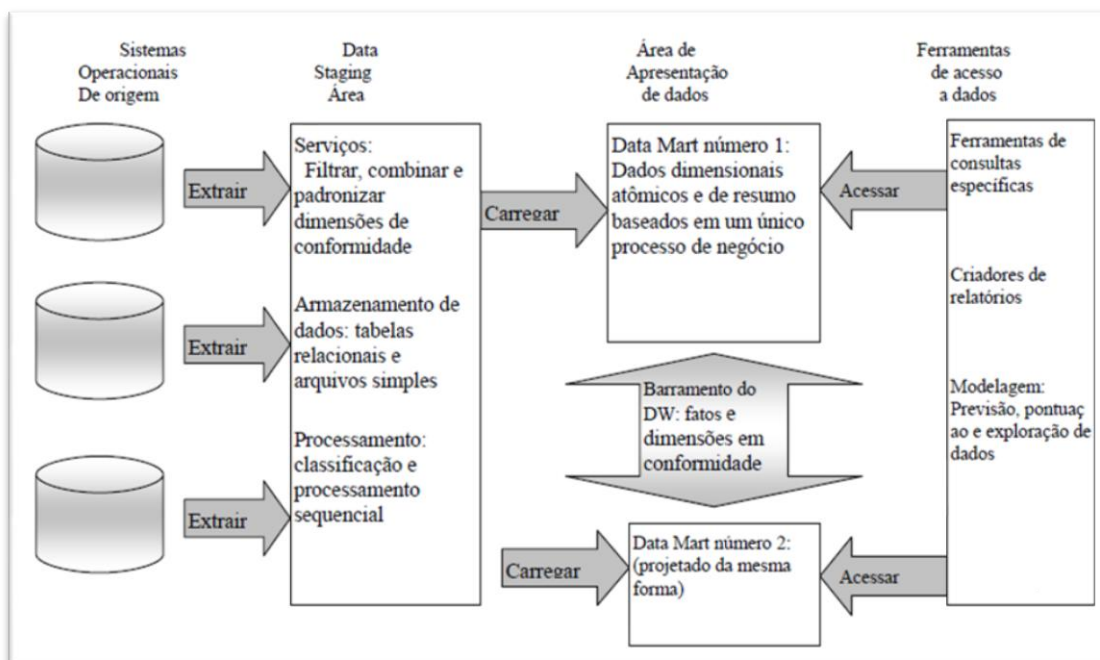 Sistemas
Operacionais
De origem
Data
Staging
Área
Área de
Apresentação
de dados
Ferramentas
de acesso
a dados
Extrair
Extrair
Extrair
Serviços:
Filtrar, combinar e
padronizar
dimensões de
conformidade
Armazenamento de
dados: tabelas
relacionais e
arquivos simples
Processamento:
classificação e
processamento
sequencial
Carregar
Carregar
Data Mart número 1:
Dados dimensionais
atômicos e de resumo
baseados em um único
processo de negócio
Barramento do
DW: fatos e
dimensões em
conformidade
Data Mart número 2:
(projetado da mesma
forma)
Acessar
Acessar
Ferramentas de
consultas
específicas
Criadores de
relatórios
Modelagem:
Previsão, pontuaç
ao e exploração de
dados